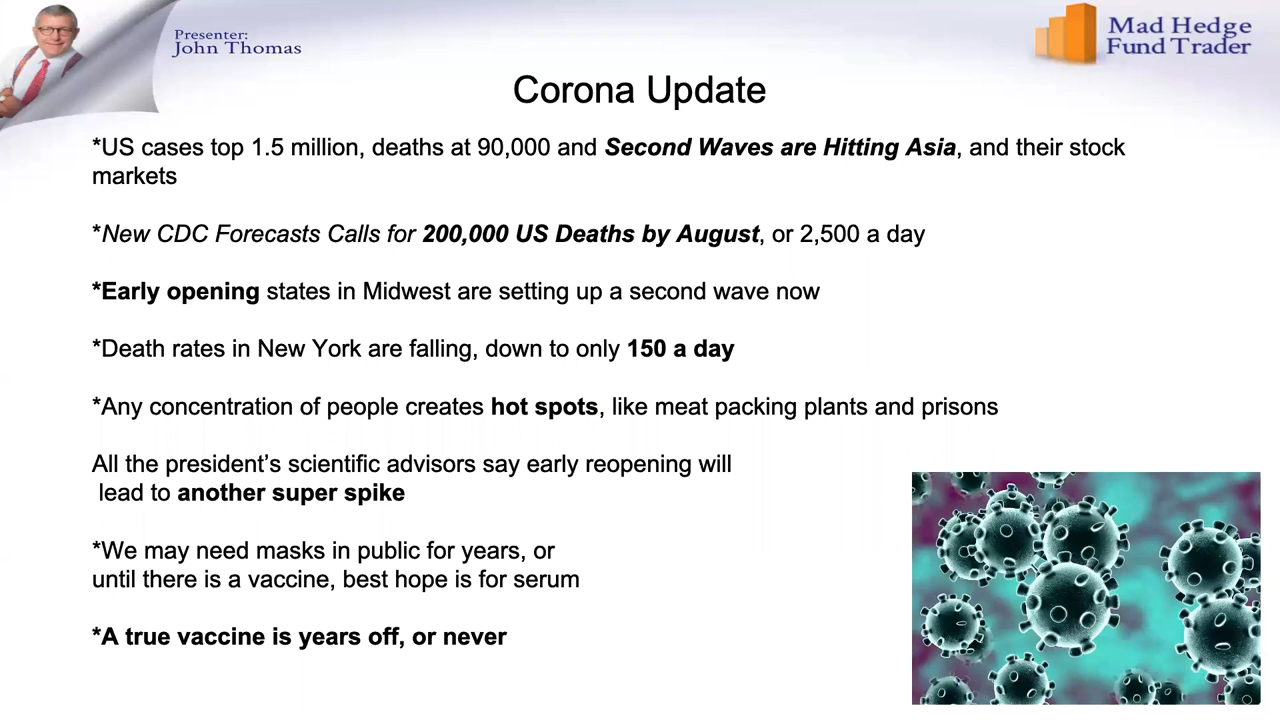 Presenter:
John Thomas
Mad Hedge
Fund Trader
Corona Update
*US cases top 1.5 million, deaths at 90,000 and Second Waves are Hitting Asia, and their stock
markets
*New CDC Forecasts Calls for 200,000 US Deaths by August, or 2,500 a day
*Early opening states in Midwest are setting up a second wave now
*Death rates in New York are falling, down to only 150 a day
*Any concentration of people creates hot spots, like meat packing plants and prisons
All the president’s scientific advisors say early reopening will
lead to another super spike
*We may need masks in public for years, or
until there is a vaccine, best hope is for serum
*A true vaccine is years off, or never